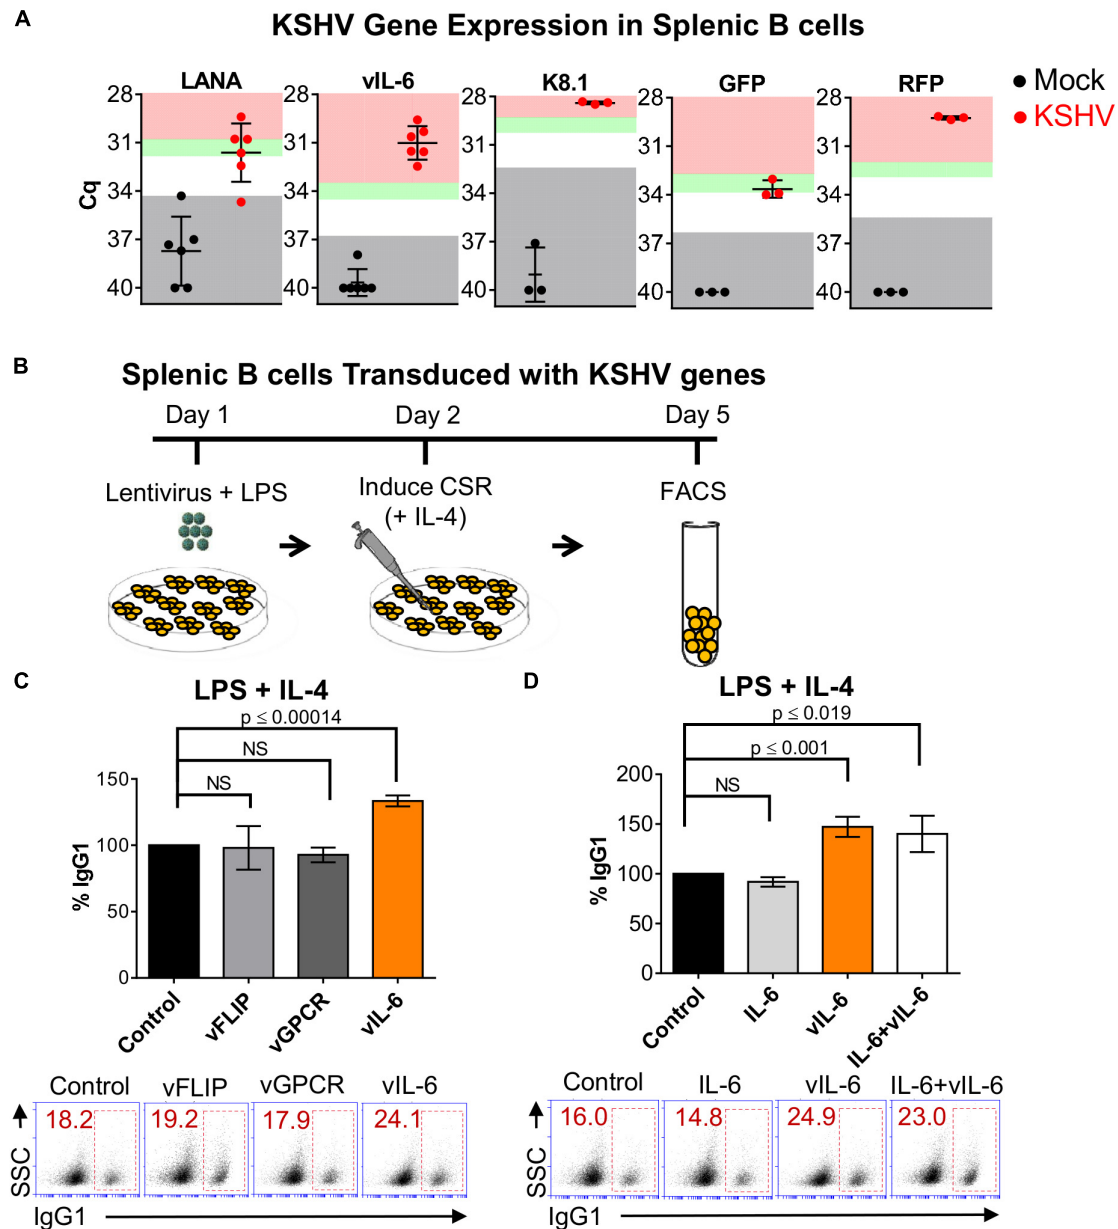 A
KSHV Gene Expression in Splenic B cells
LANA vIL-6 K8.1 GFP RFP
Mock
KSHV
Cq
28 31 34 37 40
28 31 34 37 40
28 31 34 37 40
28 31 34 37 40
28 31 34 37 40
B
Splenic B cells Transduced with KSHV genes
Day 1 Day 2 Day 5
Lentivirus + LPS
Induce CSR
(+ IL-4)
FACS
C
LPS + IL-4
p ≤ 0.00014
NS
NS
% IgG1
150
100
50
0
Control vFLIP vGPCR vIL-6
Control vFLIP vGPCR vIL-6
18.2 19.2 17.9 24.1
SSC
IgG1
D
LPS + IL-4
p ≤ 0.019
p ≤ 0.001
NS
% IgG1
200
150
100
50
0
Control IL-6 vIL-6 IL-6+vIL-6
Control IL-6 vIL-6 IL-6+vIL-6
16.0 14.8 24.9 23.0
SSC
IgG1